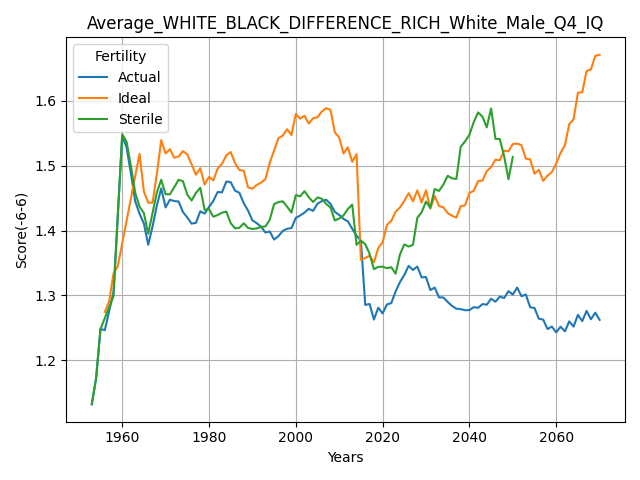 Average_WHITE_BLACK_DIFFERENCE_RICH_White_Male_Q4_IQ
Fertility
Actual
Ideal
Sterile
Score(-6-6)
1.6
1.5
1.4
1.3
1.2
1960 1980 2000 2020 2040 2060
Years